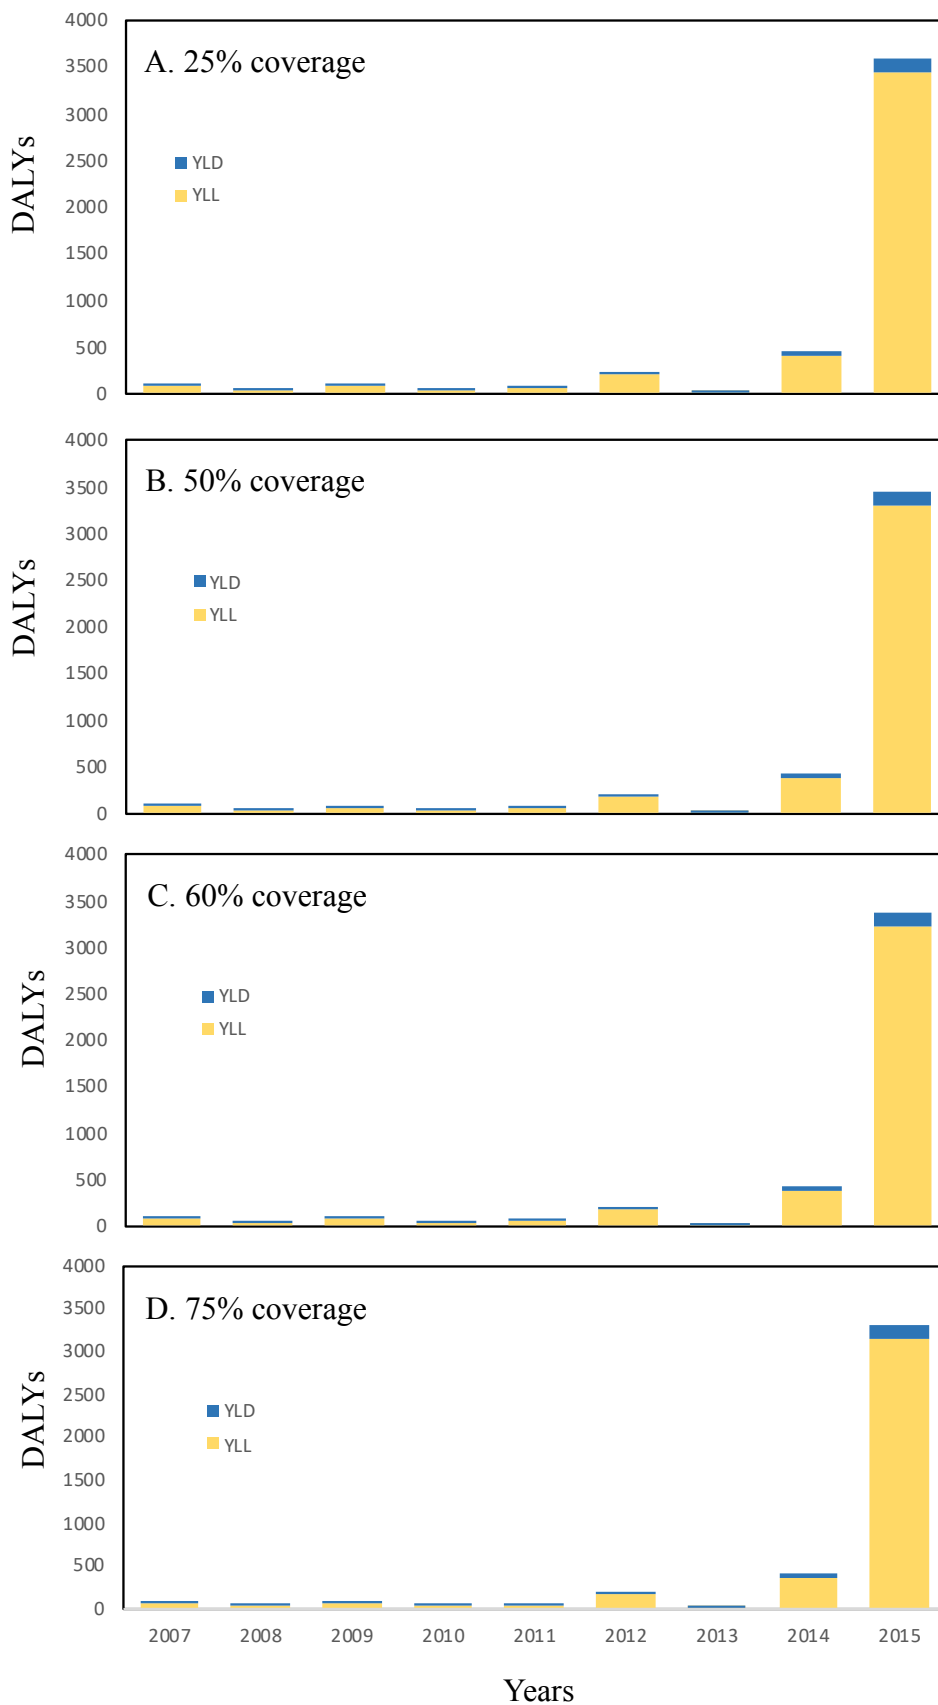 4000
A. 25% coverage
3500
3000
2500
2000
1500
1000
500
0
DALYs
YLD
YLL
4000
B. 50% coverage
3500
3000
2500
2000
1500
1000
500
0
DALYs
YLD
YLL
4000
C. 60% coverage
3500
3000
2500
2000
1500
1000
500
0
DALYs
YLD
YLL
4000
D. 75% coverage
3500
3000
2500
2000
1500
1000
500
0
DALYs
YLD
YLL
2007 2008 2009 2010 2011 2012 2013 2014 2015
Years